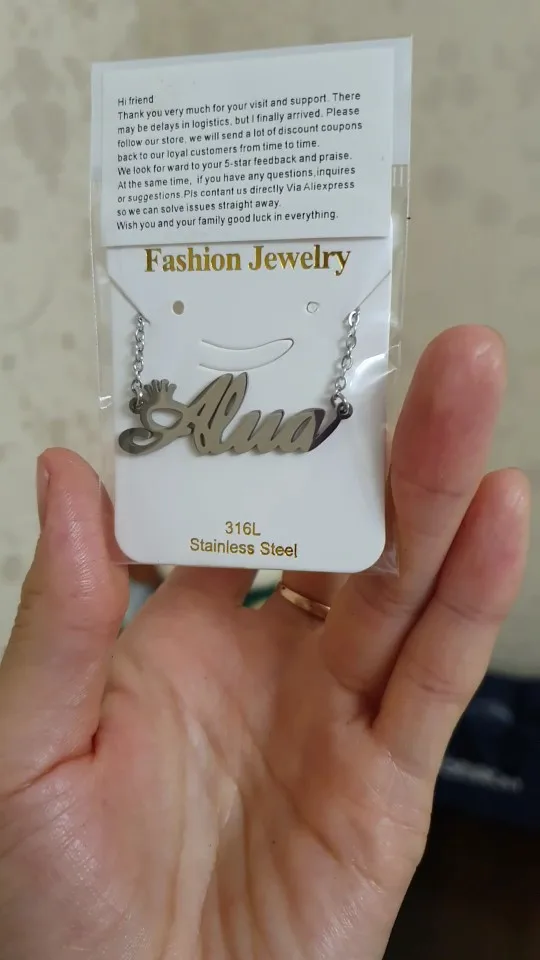 Hi friend
Thank you very much for your visit and support. There
may be delays in logistics, but I finally arrived. Please
follow our store, we will send a lot of discount coupons
back to our loyal customers from time to time.
We look for ward to your 5-star feedback and praise.
At the same time, if you have any questions,inquires
or suggestions.Pls contant us directly Via Aliexpress
so we can solve issues straight away.
Wish you and your family good luck in everything.
Fashion Jewelry
Alua
316L
Stainless Steel